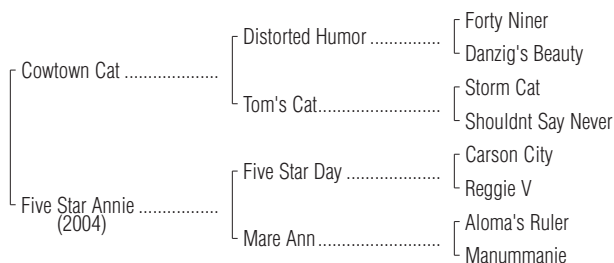 Forty Niner
Distorted Humor ..................
Danzig's Beauty
Cowtown Cat ....................
Storm Cat
Tom's Cat..........................
Shouldnt Say Never
Carson City
Five Star Day .....................
Reggie V
Five Star Annie .................
(2004)
Aloma's Ruler
Mare Ann..........................
Manummanie